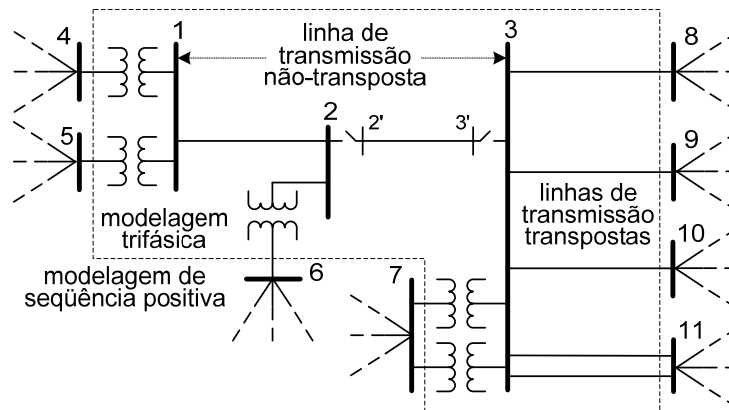 4
1
linha de
transmissão
não-transposta
3
8
5
2
2'
3'
9
modelagem
trifásica
linhas de
transmissão
transpostas
modelagem de
seqüência positiva
6
7
10
11